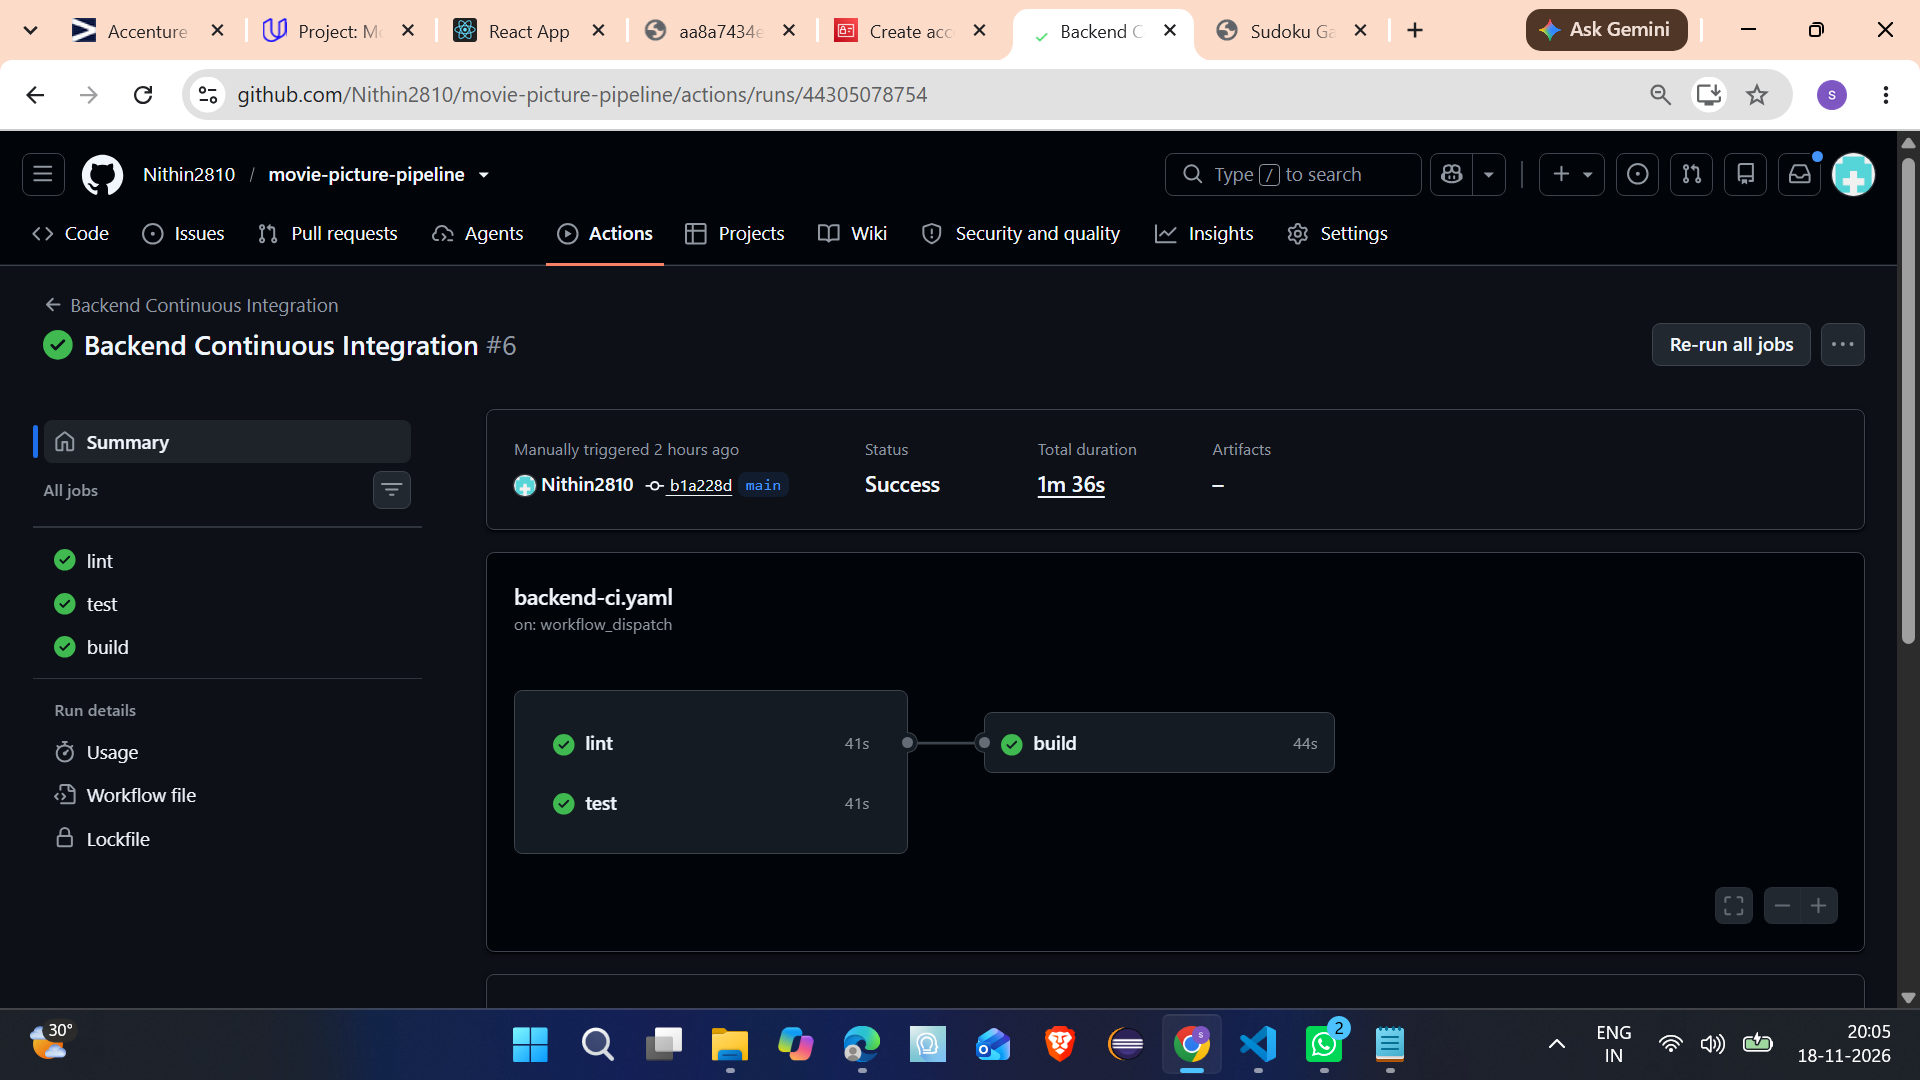 Accenture
Project: Mo
React App
aa8a7434e
Create acc
Backend C
Sudoku Ga
Ask Gemini
github.com/Nithin2810/movie-picture-pipeline/actions/runs/44305078754
s
Nithin2810 / movie-picture-pipeline
Type / to search
Code
Issues
Pull requests
Agents
Actions
Projects
Wiki
Security and quality
Insights
Settings
← Backend Continuous Integration
Backend Continuous Integration #6
Re-run all jobs
Summary
All jobs
lint
test
build
Run details
Usage
Workflow file
Lockfile
Manually triggered 2 hours ago
Nithin2810 b1a228d main
Status
Success
Total duration
1m 36s
Artifacts
–
backend-ci.yaml
on: workflow_dispatch
lint 41s
test 41s
build 44s
30°
2
ENG
IN
20:05
18-11-2026